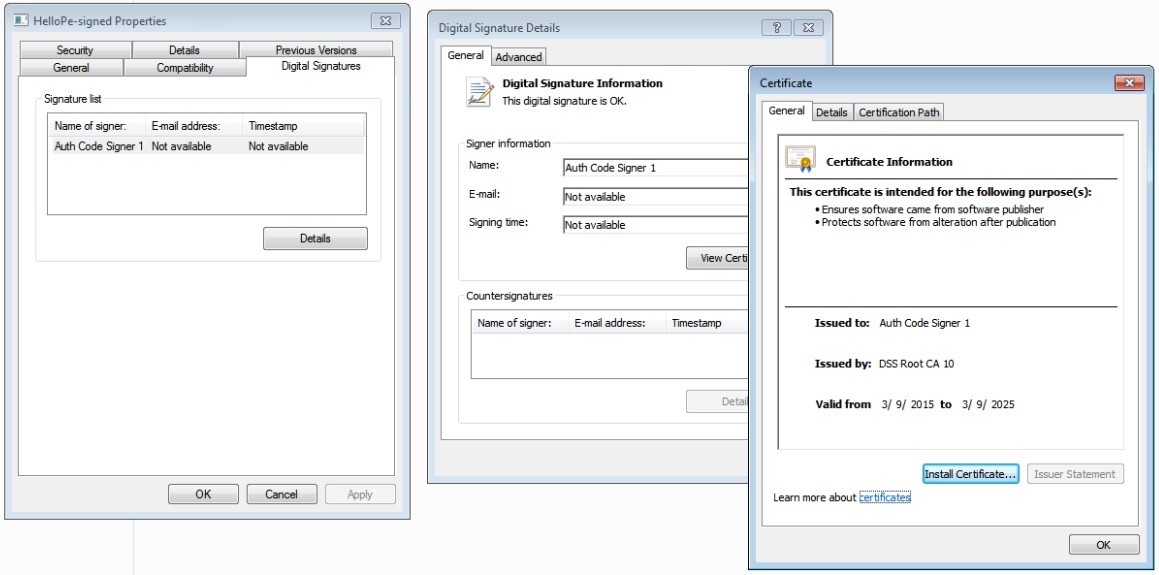 HelloPe-signed Properties
Security Details Previous Versions
General Compatibility Digital Signatures
Signature list
Name of signer: E-mail address: Timestamp
Auth Code Signer 1 Not available Not available
Details
OK Cancel Apply
Digital Signature Details
General Advanced
Digital Signature Information
This digital signature is OK.
Signer information
Name: Auth Code Signer 1
E-mail: Not available
Signing time: Not available
View Certi
Countersignatures
Name of signer: E-mail address: Timestamp
Detail
Certificate
General Details Certification Path
Certificate Information
This certificate is intended for the following purpose(s):
• Ensures software came from software publisher
• Protects software from alteration after publication
Issued to: Auth Code Signer 1
Issued by: DSS Root CA 10
Valid from 3/ 9/ 2015 to 3/ 9/ 2025
Install Certificate... Issuer Statement
Learn more about certificates
OK